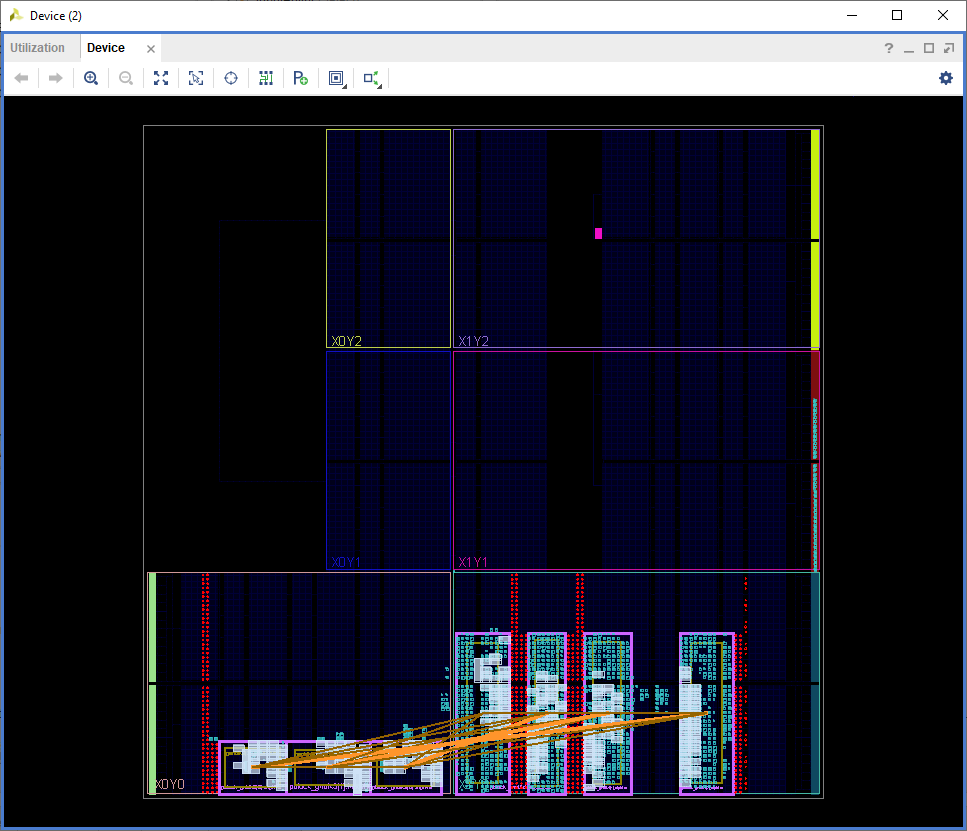 Device (2)
Utilization
Device
X0Y2
X1Y2
X0Y1
X1Y1
X0Y0